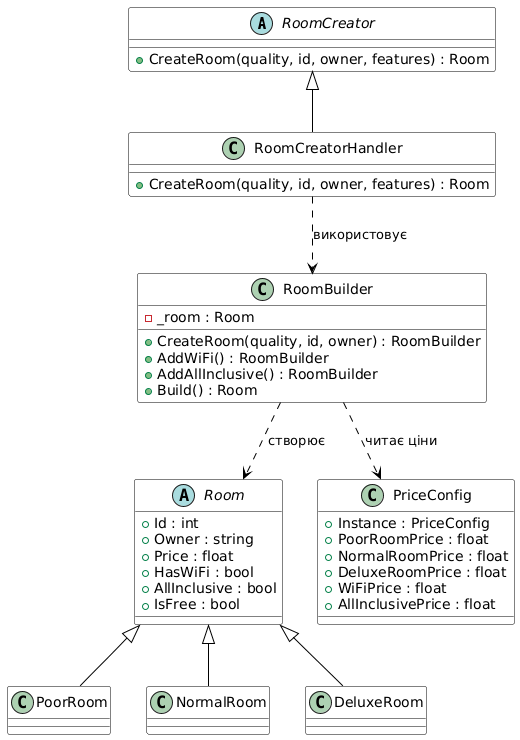 A RoomCreator
CreateRoom(quality, id, owner, features) : Room
C RoomCreatorHandler
CreateRoom(quality, id, owner, features) : Room
використовує
C RoomBuilder
_room : Room
CreateRoom(quality, id, owner) : RoomBuilder
AddWiFi() : RoomBuilder
AddAllInclusive() : RoomBuilder
Build() : Room
створює
читає ціни
A Room
Id : int
Owner : string
Price : float
HasWiFi : bool
AllInclusive : bool
IsFree : bool
C PriceConfig
Instance : PriceConfig
PoorRoomPrice : float
NormalRoomPrice : float
DeluxeRoomPrice : float
WiFiPrice : float
AllInclusivePrice : float
C PoorRoom
C NormalRoom
C DeluxeRoom